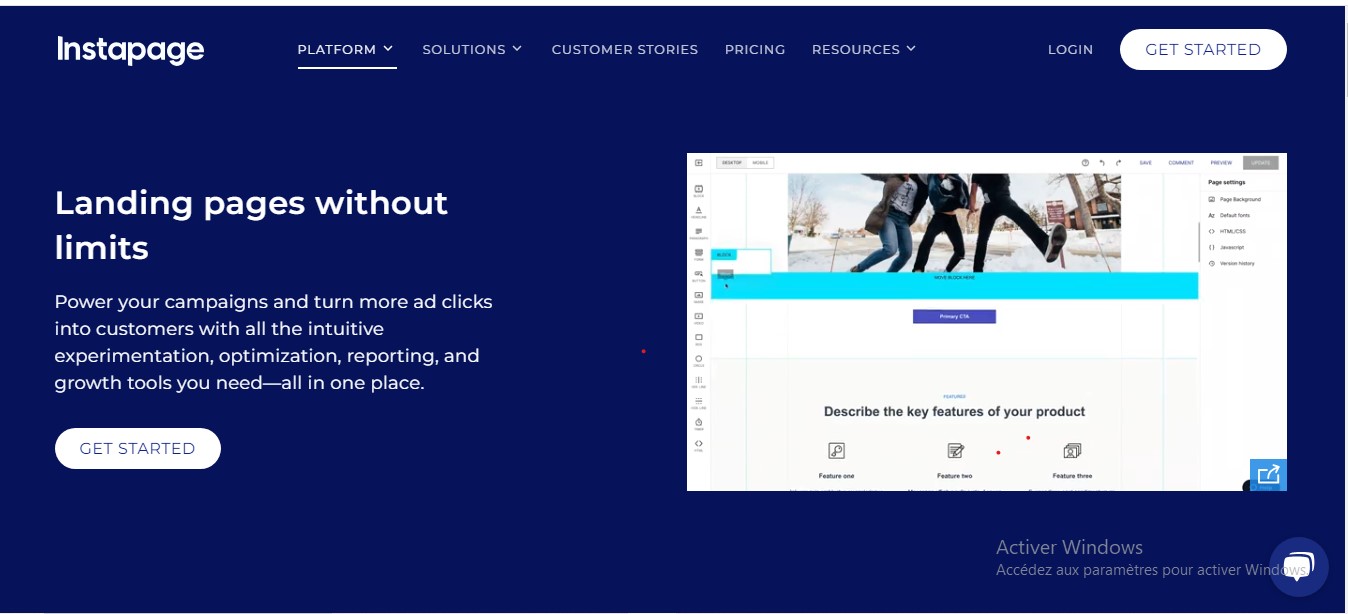 Instapage
PLATFORM
SOLUTIONS
CUSTOMER STORIES
PRICING
RESOURCES
LOGIN
GET STARTED
Landing pages without
limits
Power your campaigns and turn more ad clicks
into customers with all the intuitive
experimentation, optimization, reporting, and
growth tools you need—all in one place.
GET STARTED
DESKTOP
MOBILE
SAVE
COMMENT
PREVIEW
UPDATE
Page settings
Page Background
Default fonts
HTML/CSS
Javascript
Version history
BLOCK
MOVE BLOCK HERE
Primary CTA
FEATURES
Describe the key features of your product
Feature one
Feature two
Feature three
Activer Windows
Accédez aux paramètres pour activer Windows.